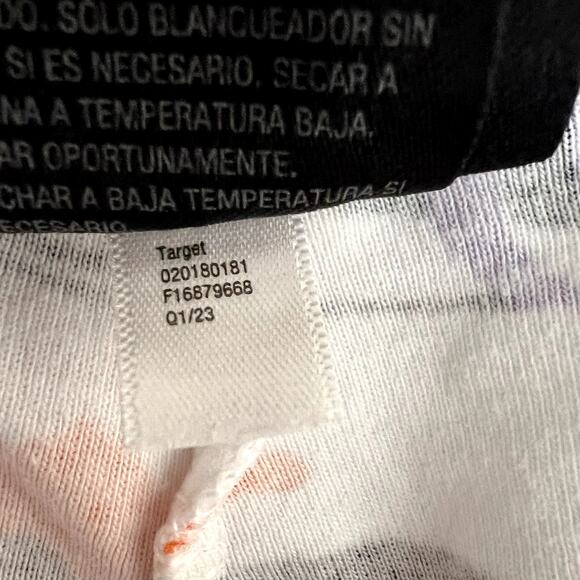 DO. SOLO BLANQUEADOR SIN
SI ES NECESARIO. SECAR A
NA A TEMPERATURA BAJA.
AR OPORTUNAMENTE.
CHAR A BAJA TEMPERATURA SI
ECESARIO
Target
020180181
F16879668
Q1/23